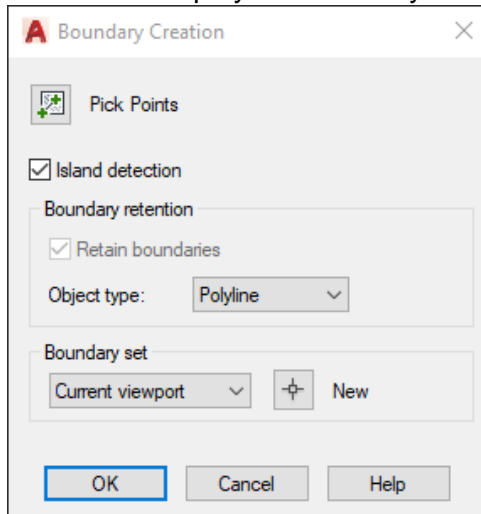 Boundary Creation
Pick Points
Island detection
Boundary retention
Retain boundaries
Object type: Polyline
Boundary set
Current viewport New
OK Cancel Help